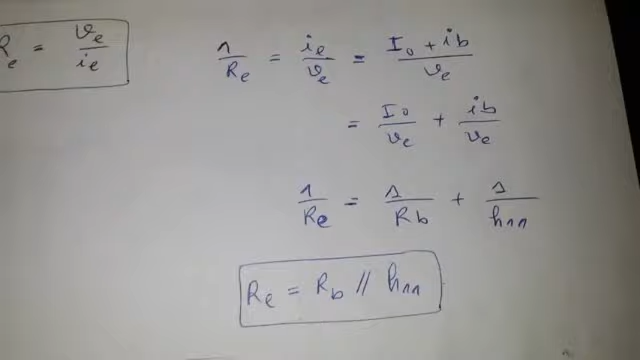 Re = ve/ie
1/Re = ie/ve = I0 + ib/ve
= I0/ve + ib/ve
1/Re = 1/Rb + 1/h11
Re = Rb // h11